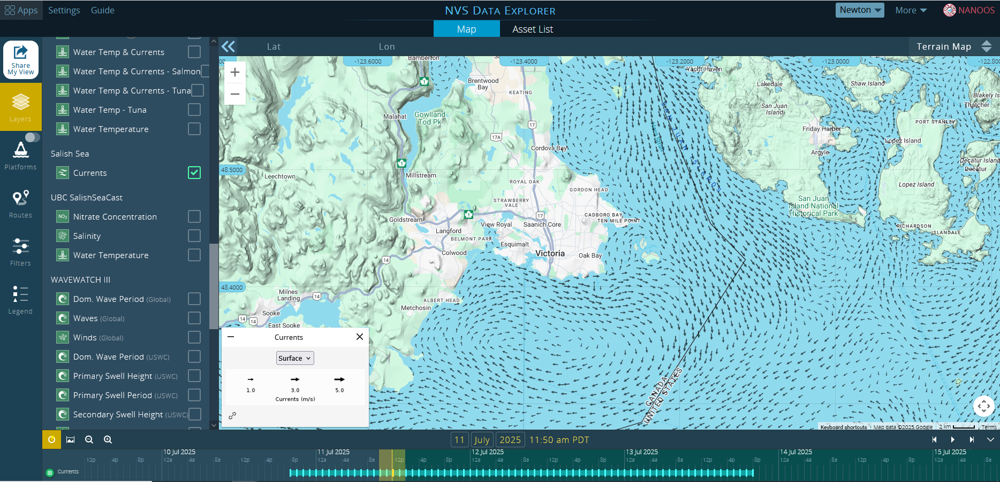 Apps Settings Guide
NVS Data Explorer
Newton More NANOOS
Map Asset List
Share
My View
Layers
Platforms
Routes
Filters
Legend
Water Temp & Currents
Water Temp & Currents - Salmon
Water Temp & Currents - Tuna
Water Temp - Tuna
Water Temperature
Salish Sea
Currents
UBC SalishSeaCast
NO3 Nitrate Concentration
Salinity
Water Temperature
WAVEWATCH III
Dom. Wave Period (Global)
Waves (Global)
Winds (Global)
Dom. Wave Period (USWC)
Primary Swell Height (USWC)
Primary Swell Period (USWC)
Secondary Swell Height (USWC)
Lat Lon Terrain Map
-123.6000 -123.4000 -123.2000 -123.0000 -122.800
48.5000
48.4000
Bamberton
Brentwood
Bay
KEATING
Malahat
Gowlland
Tod Pk
1
17
17A
Cordova Bay
1
Leechtown
Millstream
ROYAL OAK
GORDON HEAD
STRAWBERRY
VALE
1
17
Goldstream
View Royal
Saanich Core
CADBORO BAY
TEN MILE POINT
Langford
BELMONT PARK
Esquimalt
Colwood
Victoria
Oak Bay
14
Milnes
Landing
14
ALBERT HEAD
Metchosin
Sooke
14
14
East Sooke
Yacht Haven
Lakedale
Shaw Island
Blakely Is
Thatcher
San Juan
Island
Haro Strait
SAN JUAN ISLANDS
Friday Harbor
PORT STANLEY
Lopez Island
Argyle
Decatur Island
Decatur
Lopez Island
San Juan
Island National
Historical Park
RICHARDSON
ISLANDALE
CANADA
UNITED STATES
Currents
Surface
1.0 3.0 5.0
Currents (m/s)
Keyboard shortcuts Map data ©2025 Google 2 km Terms
11 July 2025 11:50 am PDT
10 Jul 2025 11 Jul 2025 12 Jul 2025 13 Jul 2025 14 Jul 2025 15 Jul 2025
12p 4p 8p 12a 4a 8a 12p 4p 8p 12a 4a 8a 12p 4p 8p 12a 4a 8a 12p 4p 8p 12a 4a 8a 12p 4p 8p 12a 4a 8a 12p 4p 8p 12a 4a 8a
Currents